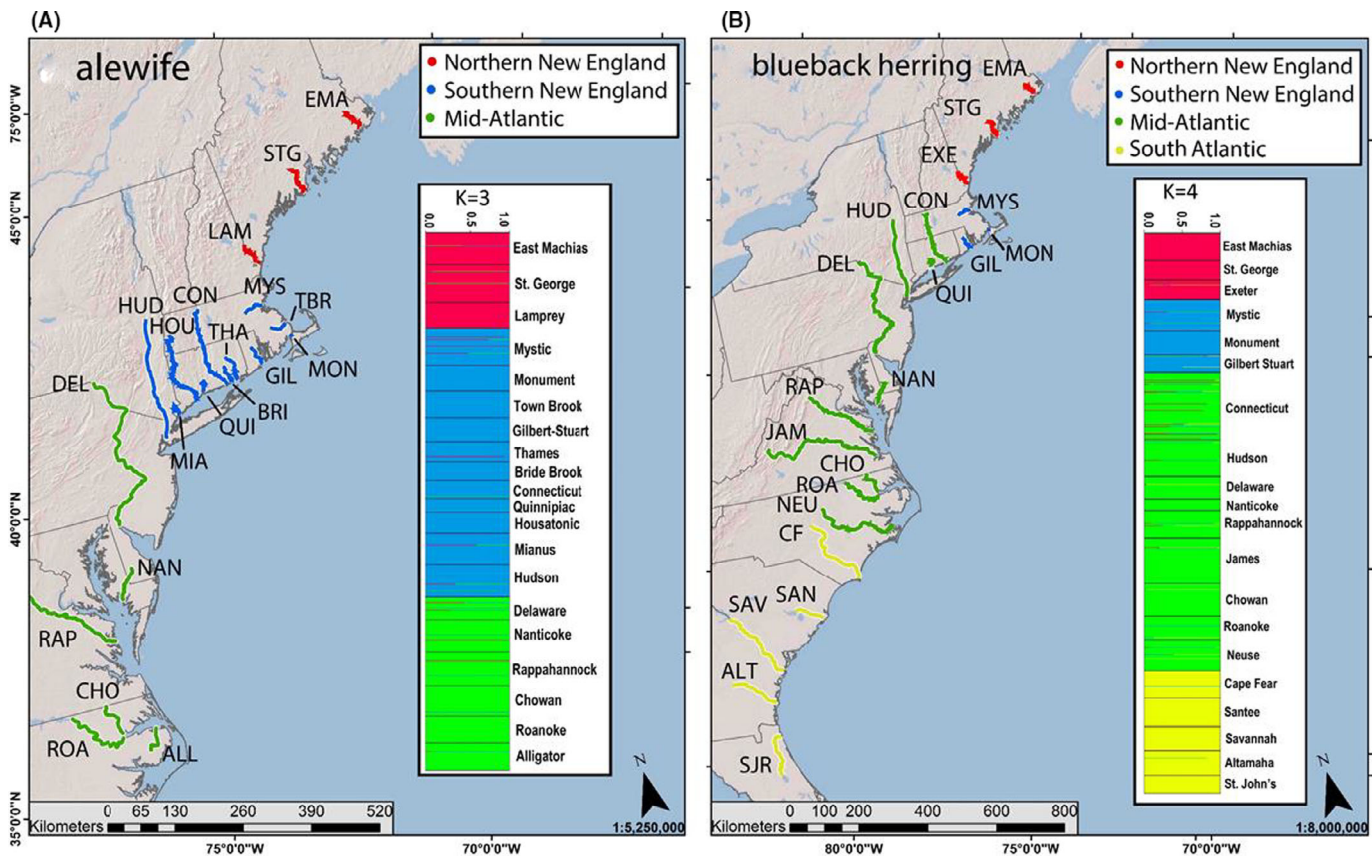 (A)
alewife
Northern New England
Southern New England
Mid-Atlantic
EMA
STG
LAM
MYS
TBR
HUD
CON
HOU
THA
MON
GIL
BRI
QUI
MIA
DEL
NAN
RAP
CHO
ROA
ALL
K=3
0.0
0.5
1.0
East Machias
St. George
Lamprey
Mystic
Monument
Town Brook
Gilbert-Stuart
Thames
Bride Brook
Connecticut
Quinnipiac
Housatonic
Mianus
Hudson
Delaware
Nanticoke
Rappahannock
Chowan
Roanoke
Alligator
N
Kilometers
0 65 130 260 390 520
1:5,250,000
75°0'0"W
45°0'0"N
40°0'0"N
35°0'0"N
75°0'0"W
70°0'0"W
(B)
blueback herring
Northern New England
Southern New England
Mid-Atlantic
South Atlantic
EMA
STG
EXE
MYS
CON
HUD
MON
GIL
QUI
DEL
NAN
RAP
JAM
CHO
ROA
NEU
CF
SAN
SAV
ALT
SJR
K=4
0.0
0.5
1.0
East Machias
St. George
Exeter
Mystic
Monument
Gilbert Stuart
Connecticut
Hudson
Delaware
Nanticoke
Rappahannock
James
Chowan
Roanoke
Neuse
Cape Fear
Santee
Savannah
Altamaha
St. John's
N
Kilometers
0 100 200 400 600 800
1:8,000,000
80°0'0"W
75°0'0"W
70°0'0"W